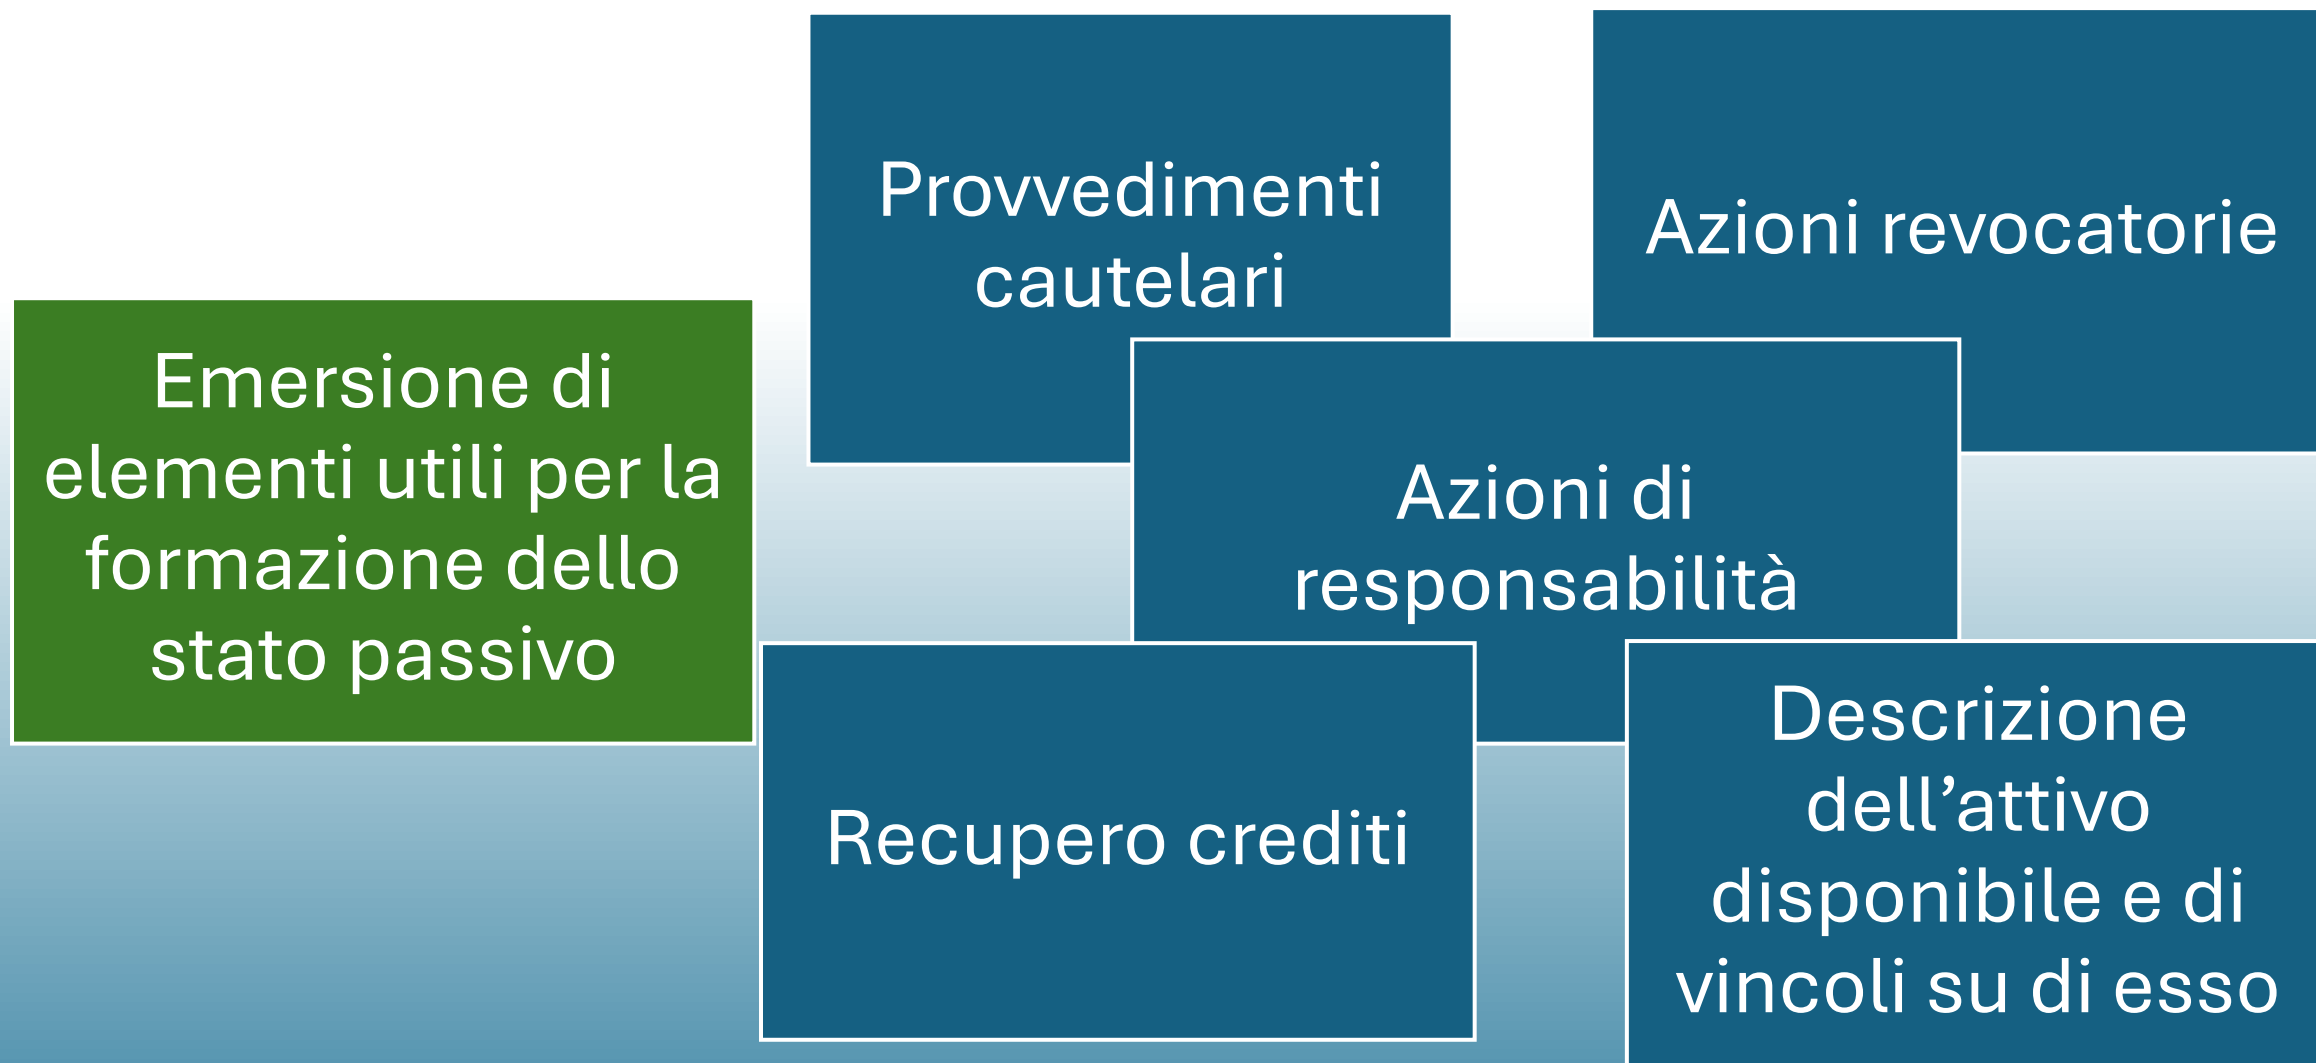 Provvedimenti
cautelari
Azioni revocatorie
Emersione di
elementi utili per la
formazione dello
stato passivo
Azioni di
responsabilità
Recupero crediti
Descrizione
dell’attivo
disponibile e di
vincoli su di esso